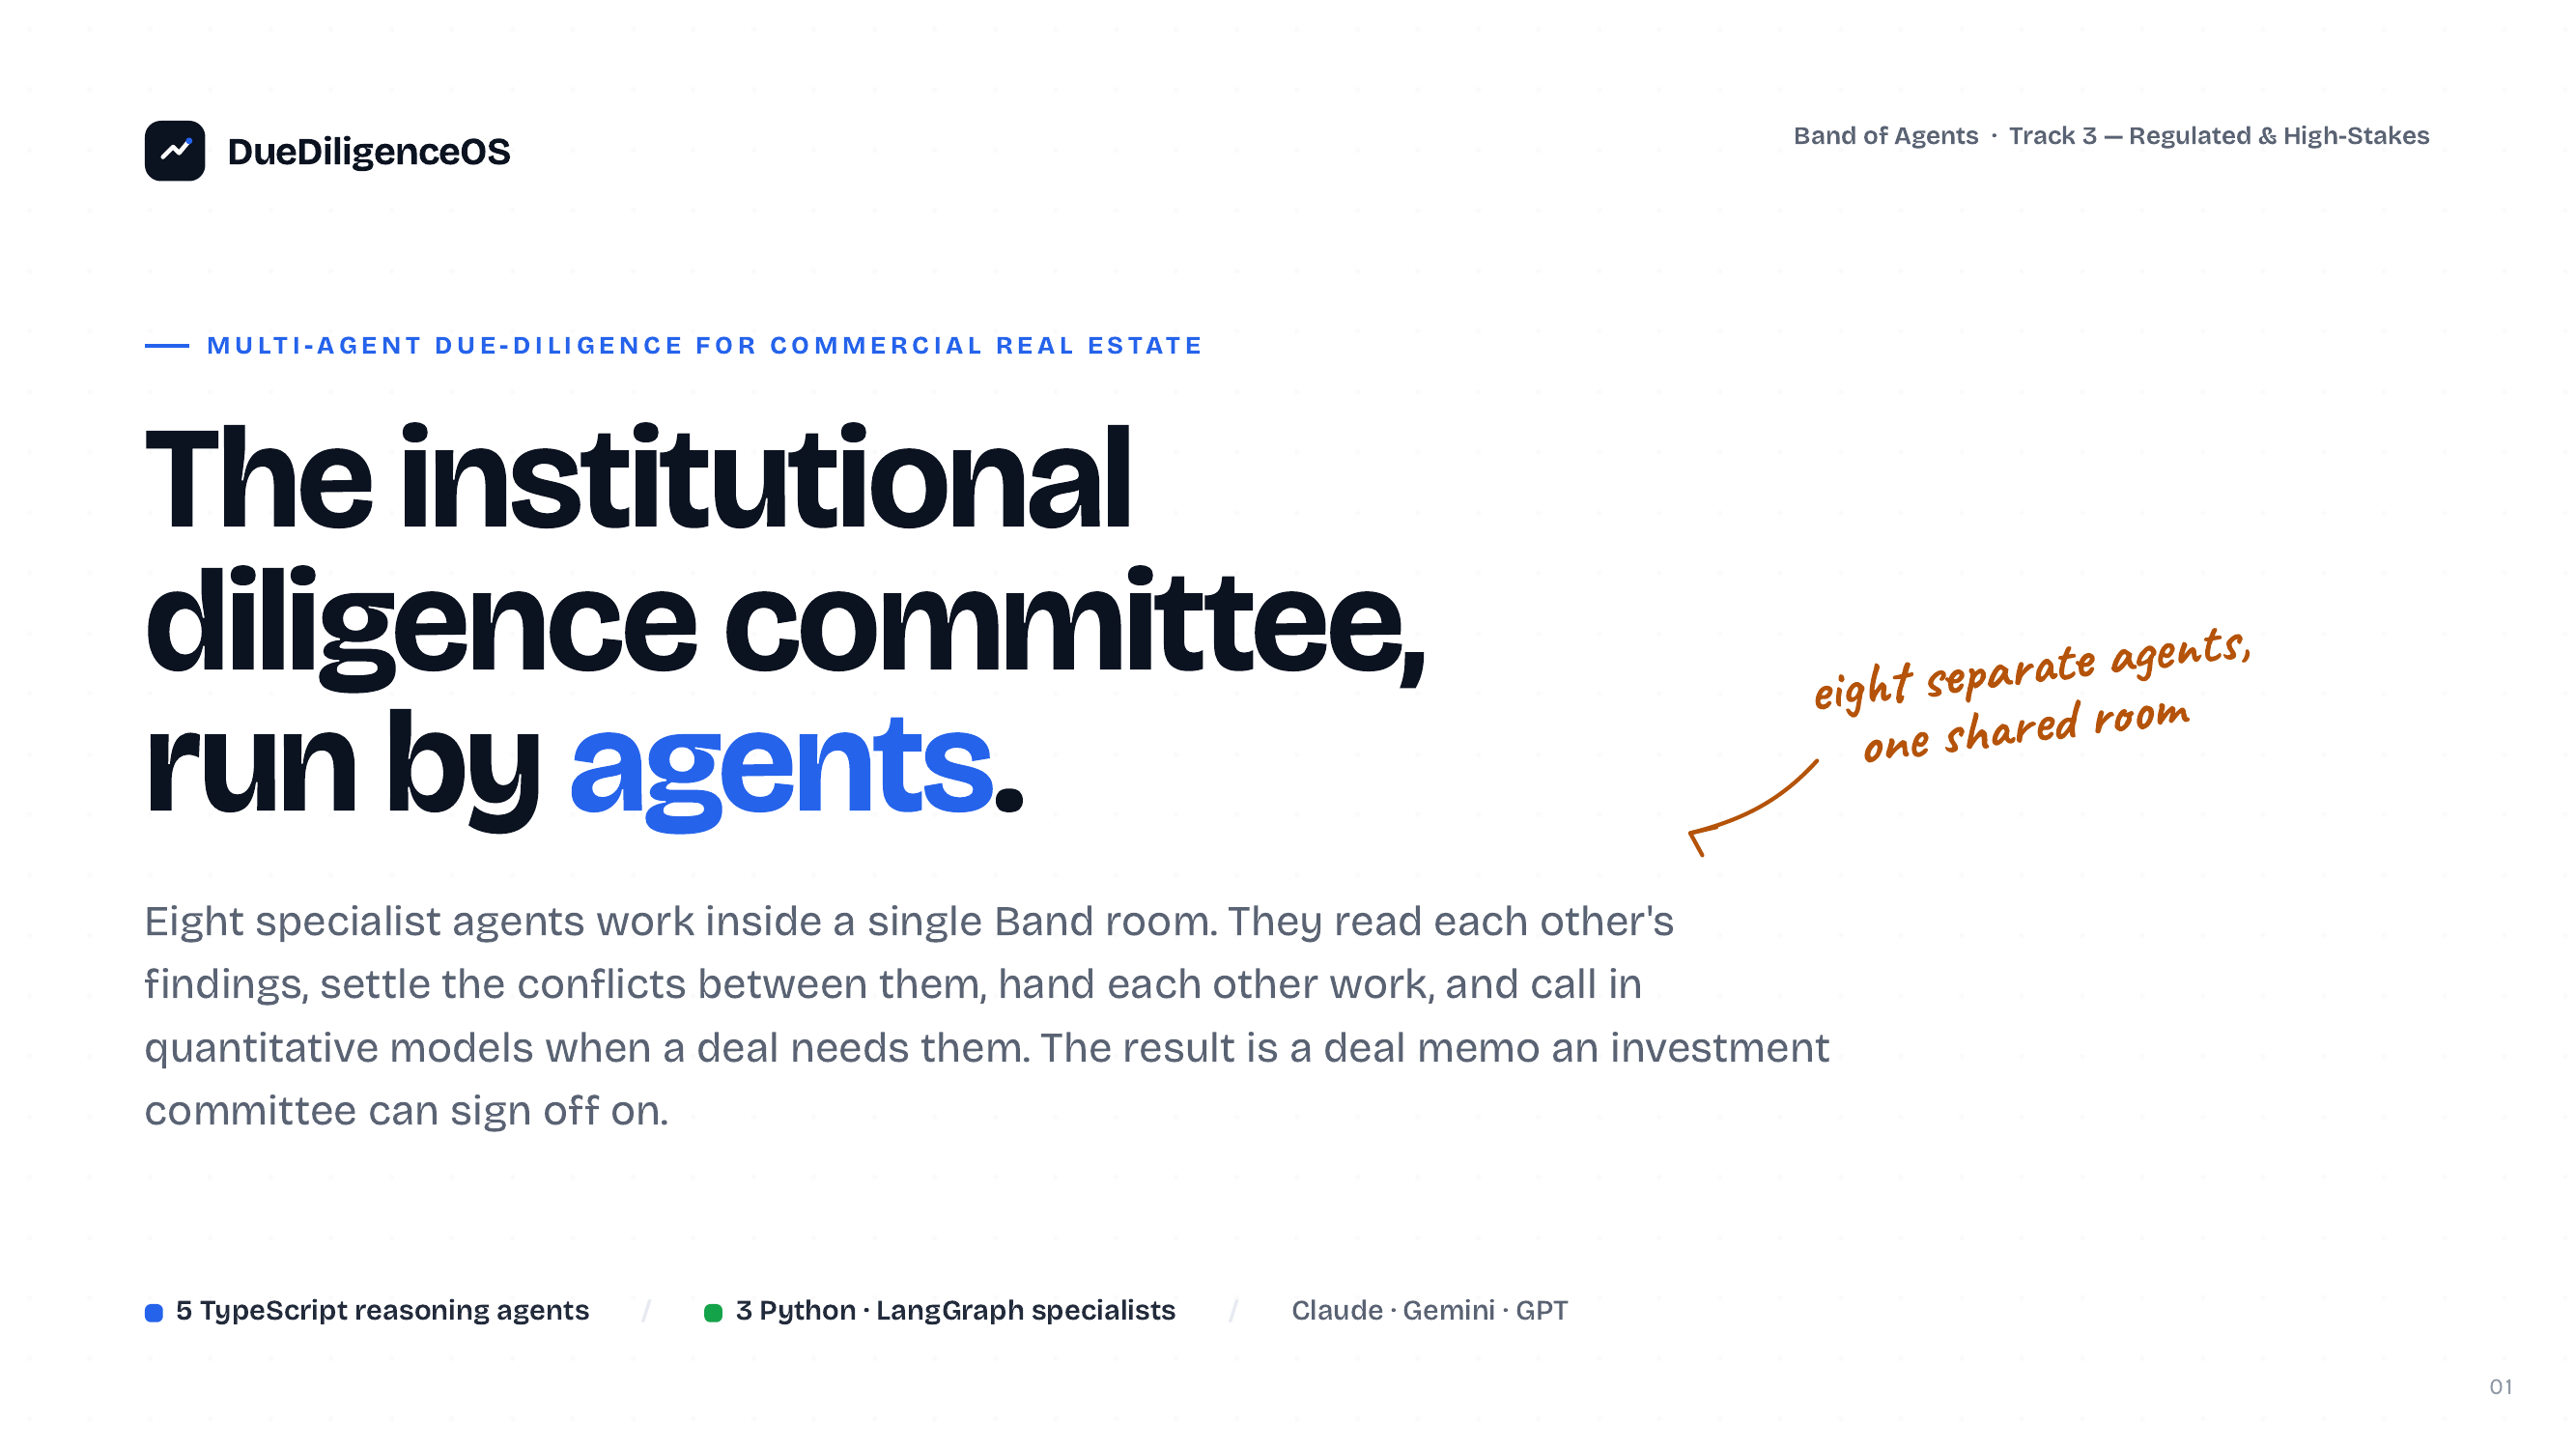 DueDiligenceOS
Band of Agents · Track 3 — Regulated & High-Stakes
MULTI-AGENT DUE-DILIGENCE FOR COMMERCIAL REAL ESTATE
The institutional
diligence committee,
run by agents.
eight separate agents,
one shared room
Eight specialist agents work inside a single Band room. They read each other's
findings, settle the conflicts between them, hand each other work, and call in
quantitative models when a deal needs them. The result is a deal memo an investment
committee can sign off on.
5 TypeScript reasoning agents / 3 Python · LangGraph specialists / Claude · Gemini · GPT
01